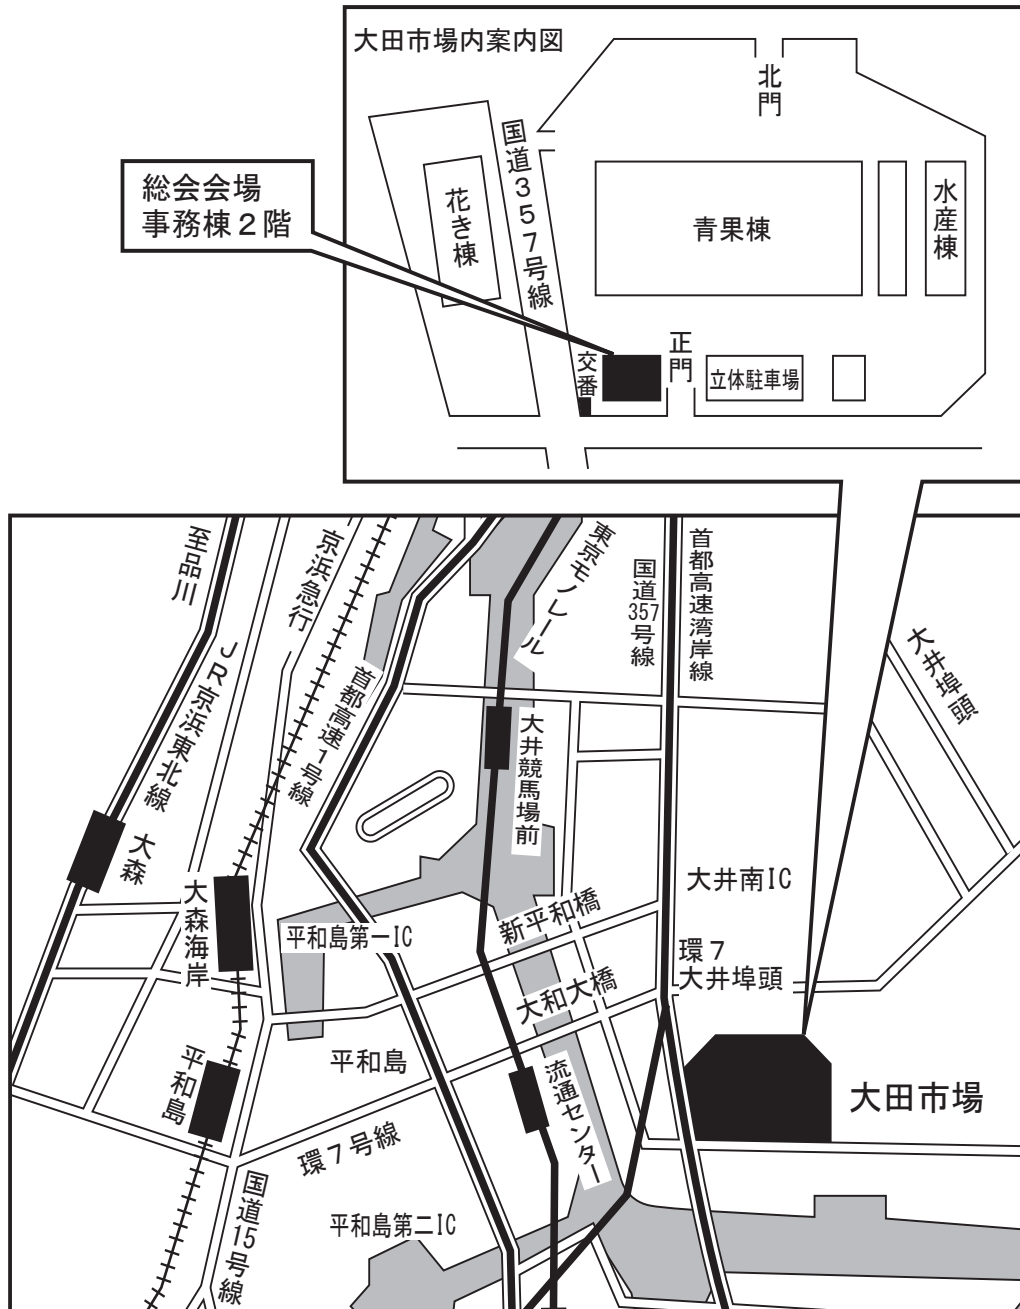 大田市場内案内図
北門
国道357号線
総会会場
事務棟2階
花き棟
青果棟
水産棟
交番
正門
立体駐車場
至品川
京浜急行
東京モノレール
国道357号線
首都高速湾岸線
大井埠頭
JR京浜東北線
首都高速1号線
大井競馬場前
大森
大森海岸
大井南IC
平和島第一IC
新平和橋
環7
大井埠頭
大和大橋
平和島
平和島
流通センター
大田市場
環7号線
国道15号線
平和島第二IC